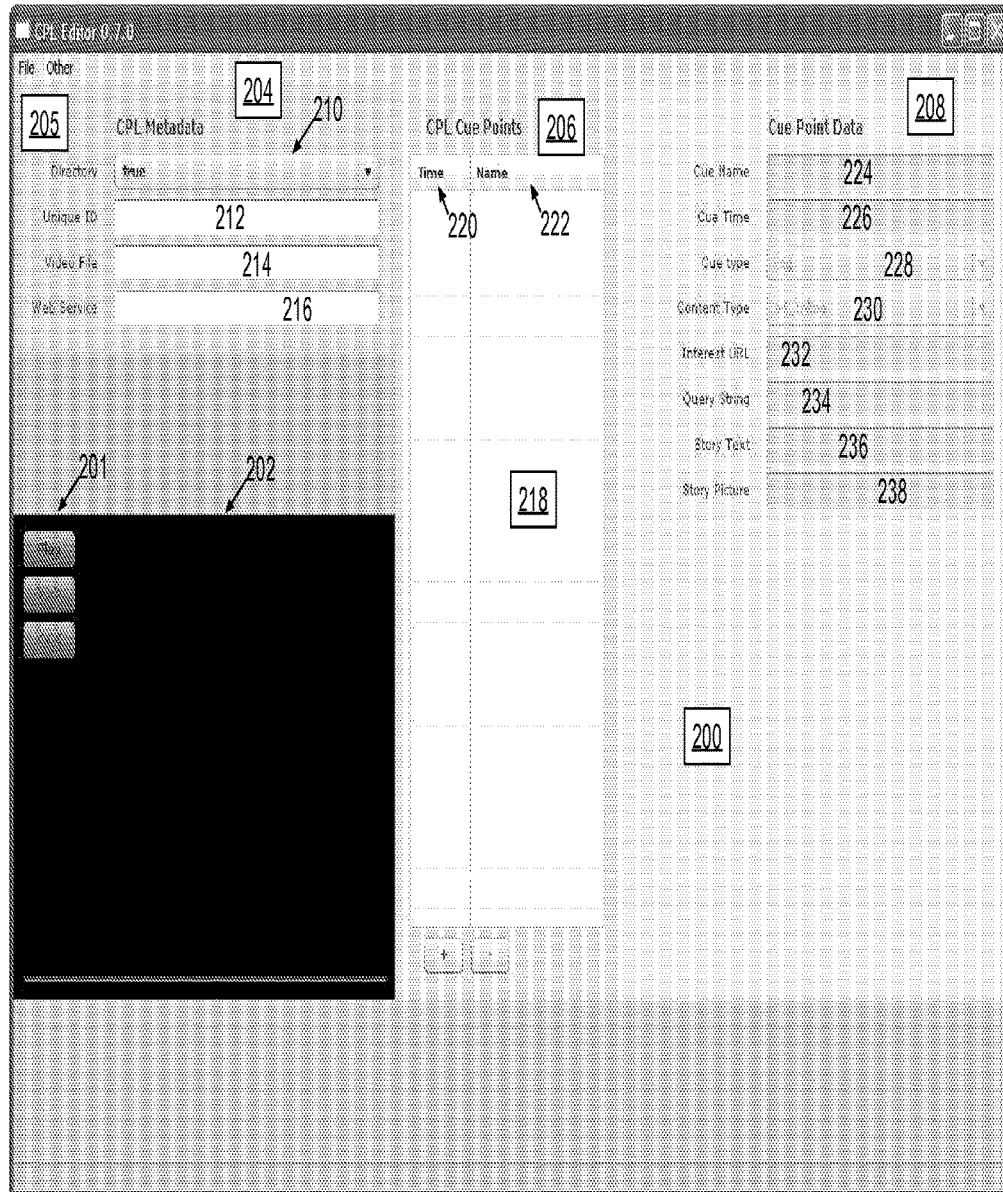 CPL Editor 0.7.0
File Other
205
204
CPL Metadata
210
Directory true
Unique ID 212
Video File 214
Web Service 216
201
202
CPL Cue Points 206
Time Name
220 222
218
208
Cue Point Data
Cue Name 224
Cue Time 226
Cue type 228
Content Type 230
Interest URL 232
Query String 234
Story Text 236
Story Picture 238
200
+ -